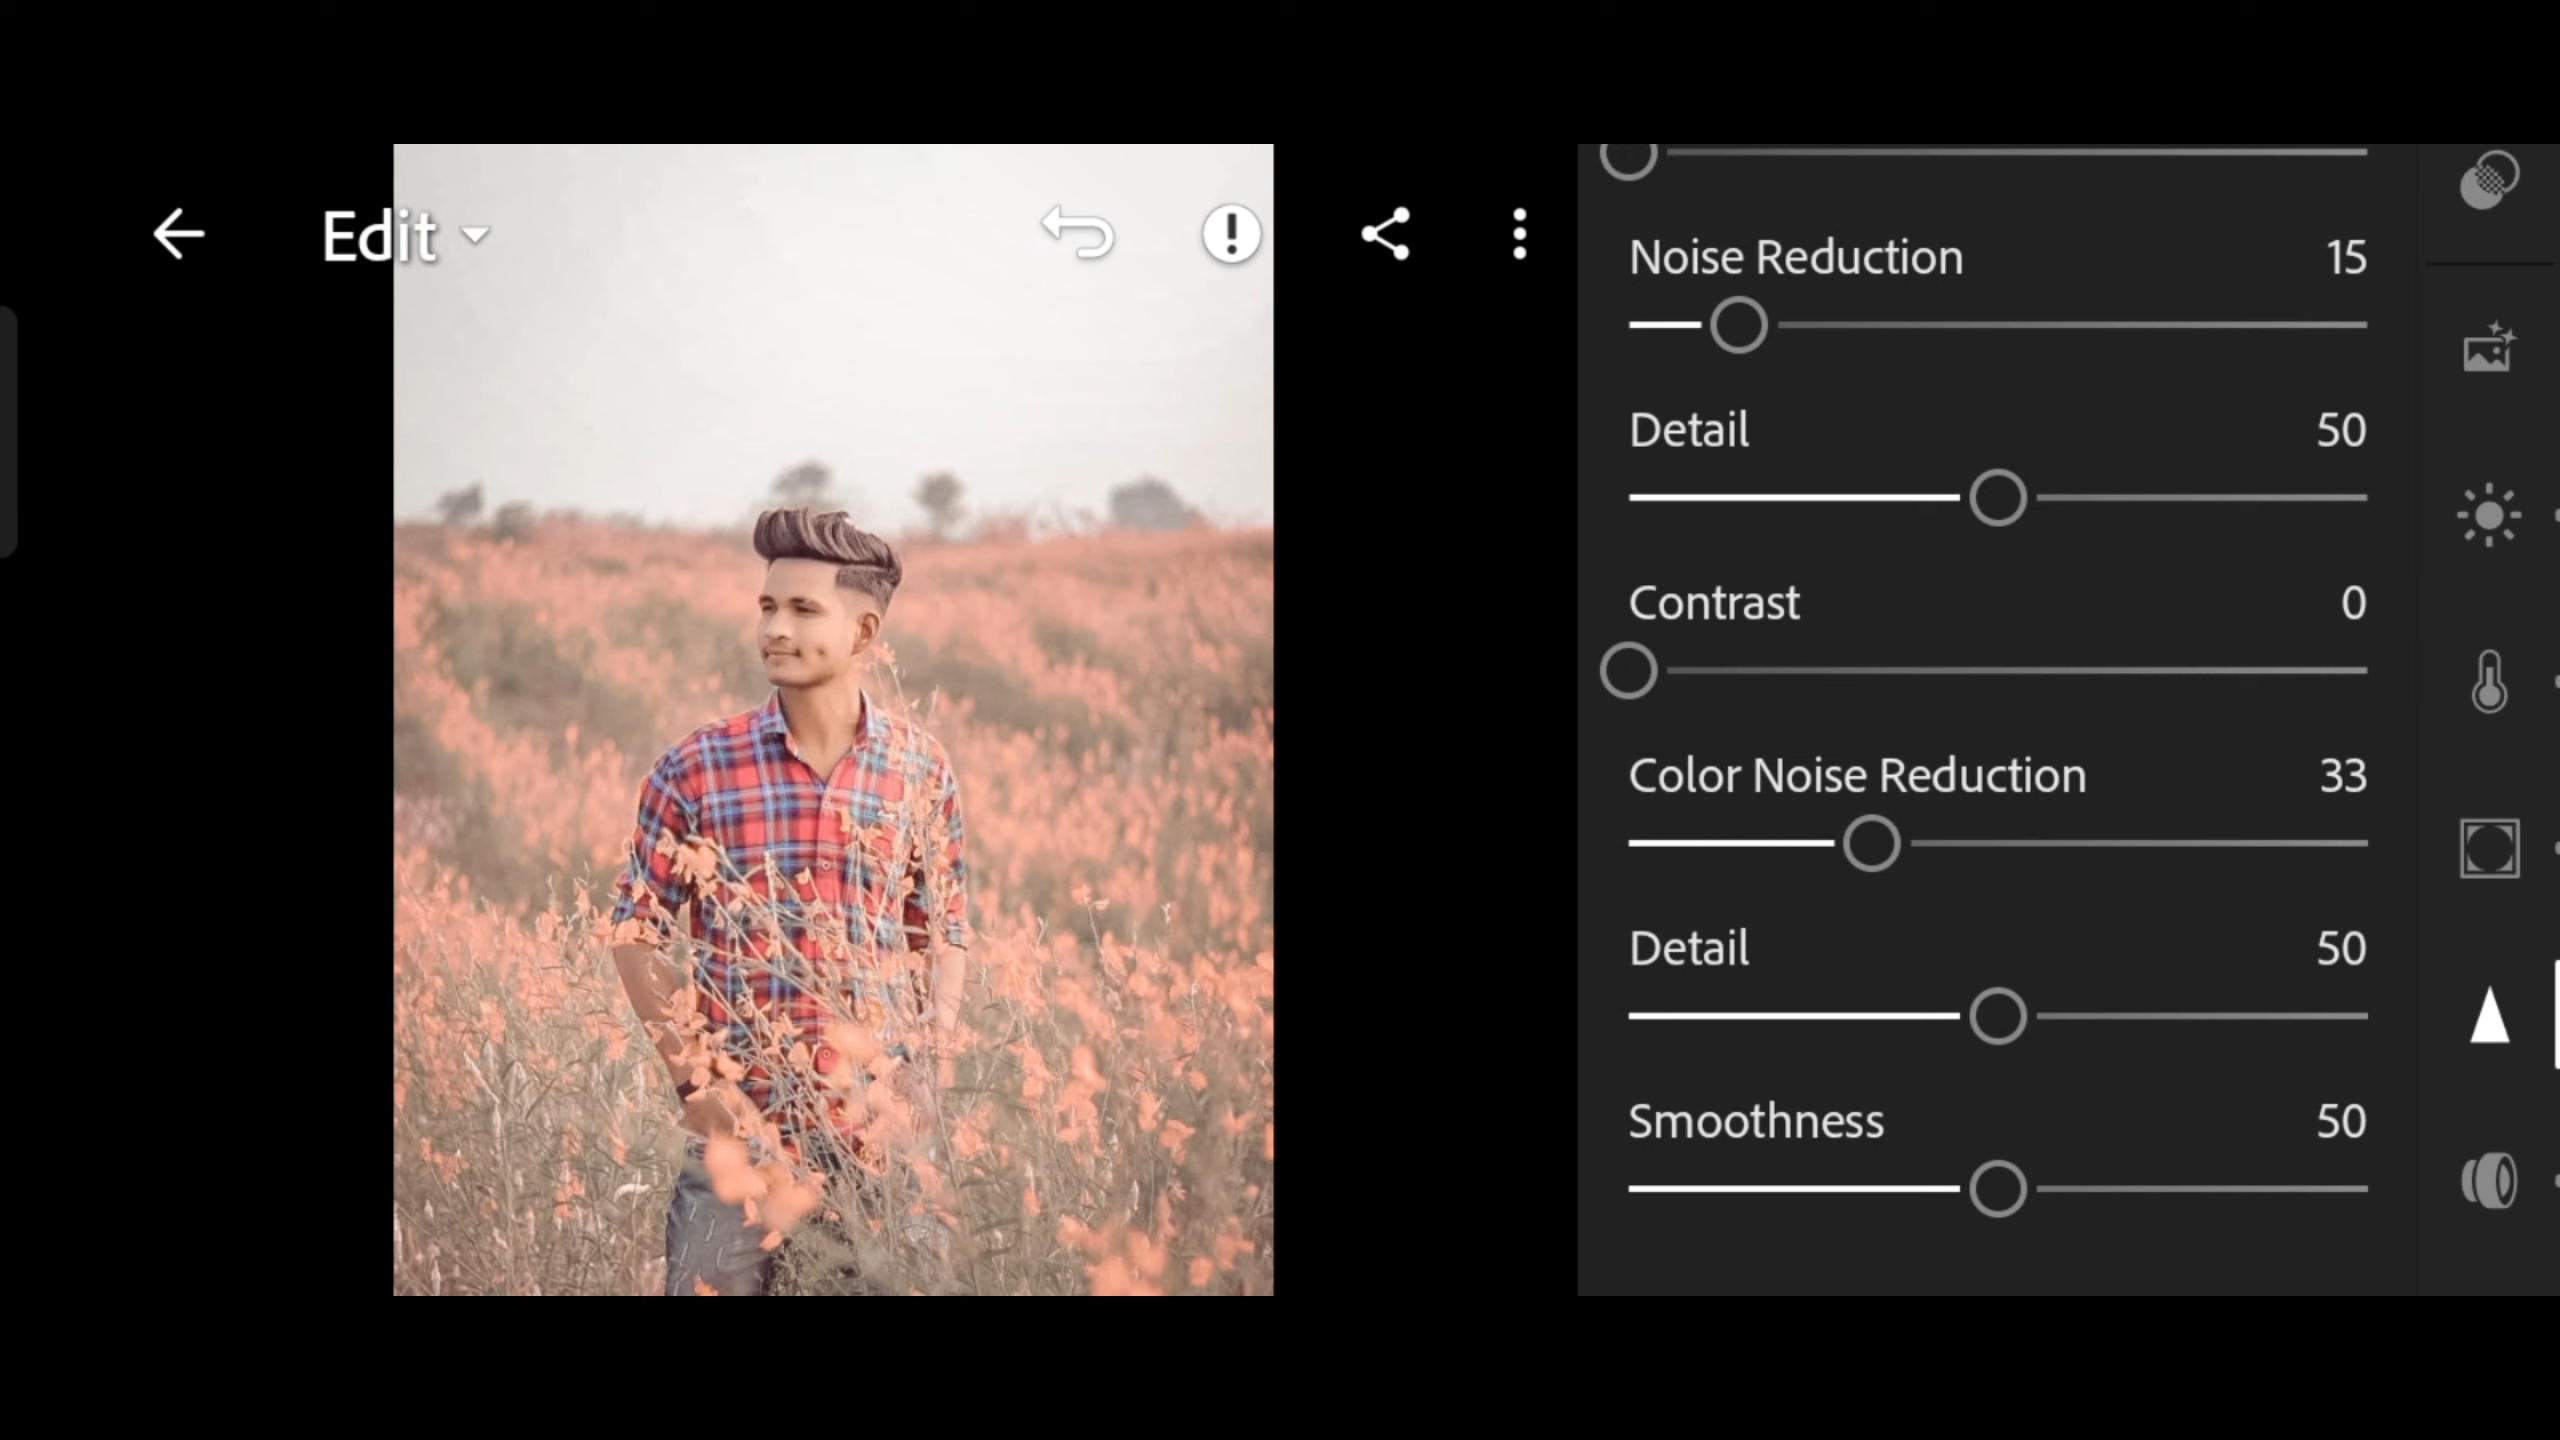 Edit
Noise Reduction 15
Detail 50
Contrast 0
Color Noise Reduction 33
Detail 50
Smoothness 50